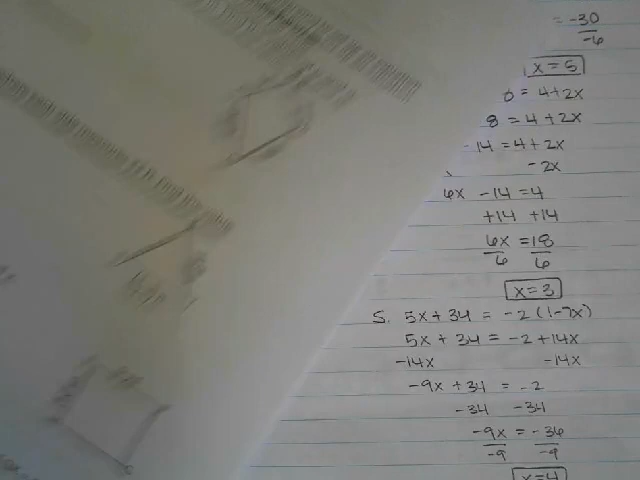 = -30
-6
x = 5
= 4+2x
8 = 4 + 2x
-14 = 4 + 2x
-2x
6x -14 = 4
+14 +14
6x = 18
6 6
x = 3
5. 5x + 34 = -2 (1-7x)
5x + 34 = -2 + 14x
-14x -14x
-9x + 34 = -2
-34 -34
-9x = -36
-9 -9
x = 4